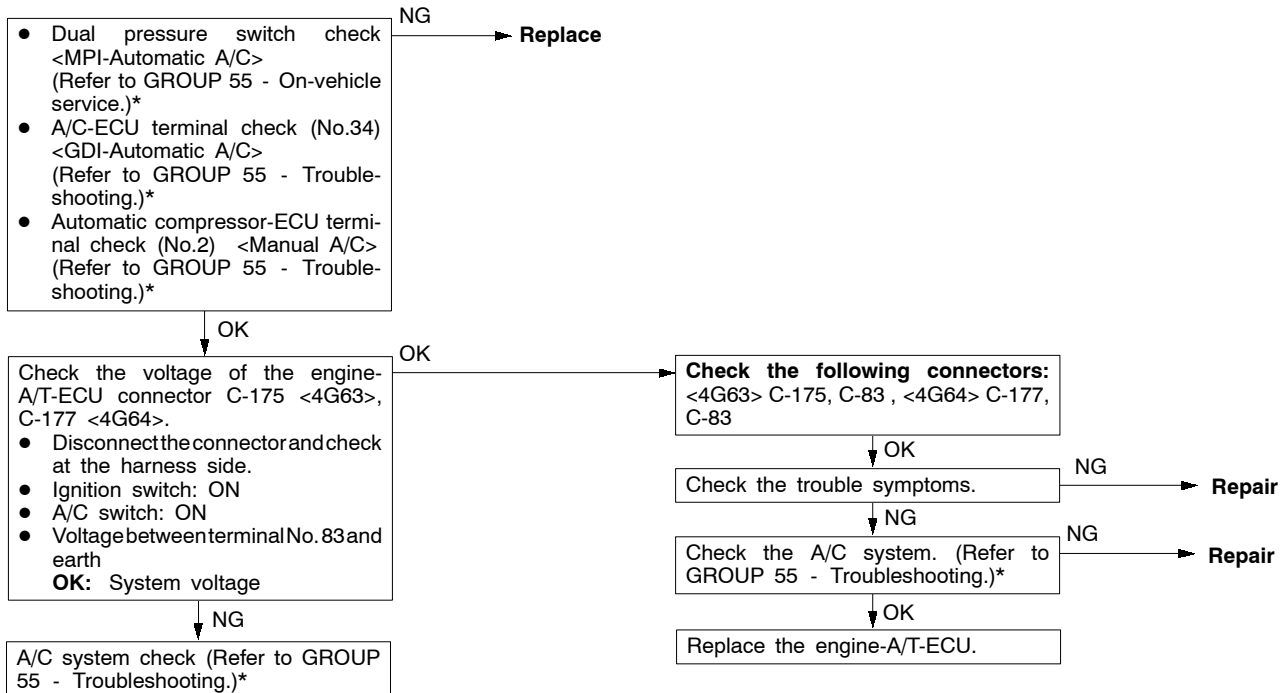 ● Dual pressure switch check
<MPI-Automatic A/C>
(Refer to GROUP 55 - On-vehicle
service.)*
● A/C-ECU terminal check (No.34)
<GDI-Automatic A/C>
(Refer to GROUP 55 - Trouble-
shooting.)*
● Automatic compressor-ECU termi-
nal check (No.2) <Manual A/C>
(Refer to GROUP 55 - Trouble-
shooting.)*
NG
Replace
OK
Check the voltage of the engine-
A/T-ECU connector C-175 <4G63>,
C-177 <4G64>.
● Disconnect the connector and check
at the harness side.
● Ignition switch: ON
● A/C switch: ON
● Voltage between terminal No. 83 and
earth
OK: System voltage
NG
A/C system check (Refer to GROUP
55 - Troubleshooting.)*
OK
Check the following connectors:
<4G63> C-175, C-83 , <4G64> C-177,
C-83
OK
Check the trouble symptoms.
NG
Repair
NG
Check the A/C system. (Refer to
GROUP 55 - Troubleshooting.)*
NG
Repair
OK
Replace the engine-A/T-ECU.